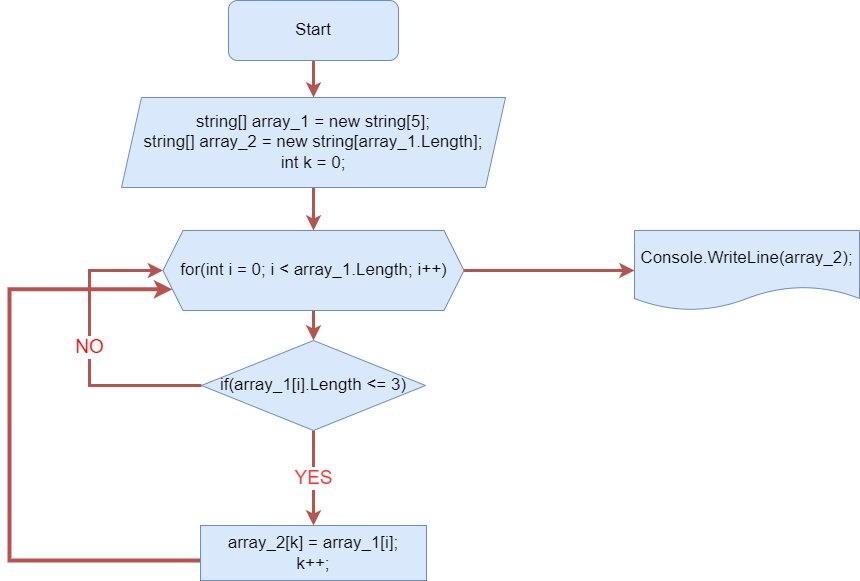 Start
string[] array_1 = new string[5];
string[] array_2 = new string[array_1.Length];
int k = 0;
for(int i = 0; i < array_1.Length; i++)
Console.WriteLine(array_2);
NO
if(array_1[i].Length <= 3)
YES
array_2[k] = array_1[i];
k++;